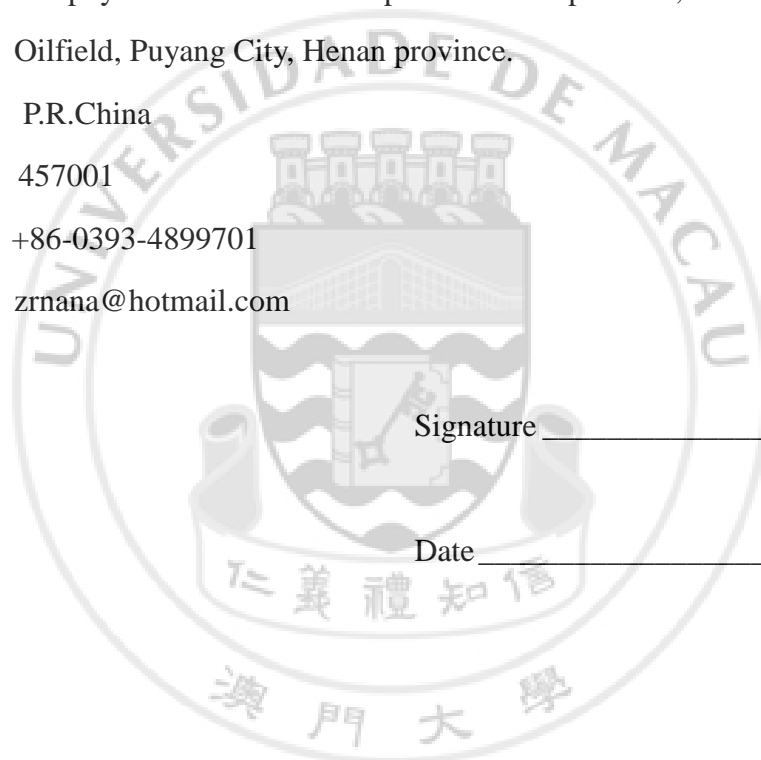 Oilfield, Puyang City, Henan province.
P.R.China
457001
+86-0393-4899701
zrnana@hotmail.com
Signature
Date
UNIVERSIDADE DE MACAU
仁義禮知信
澳門大學